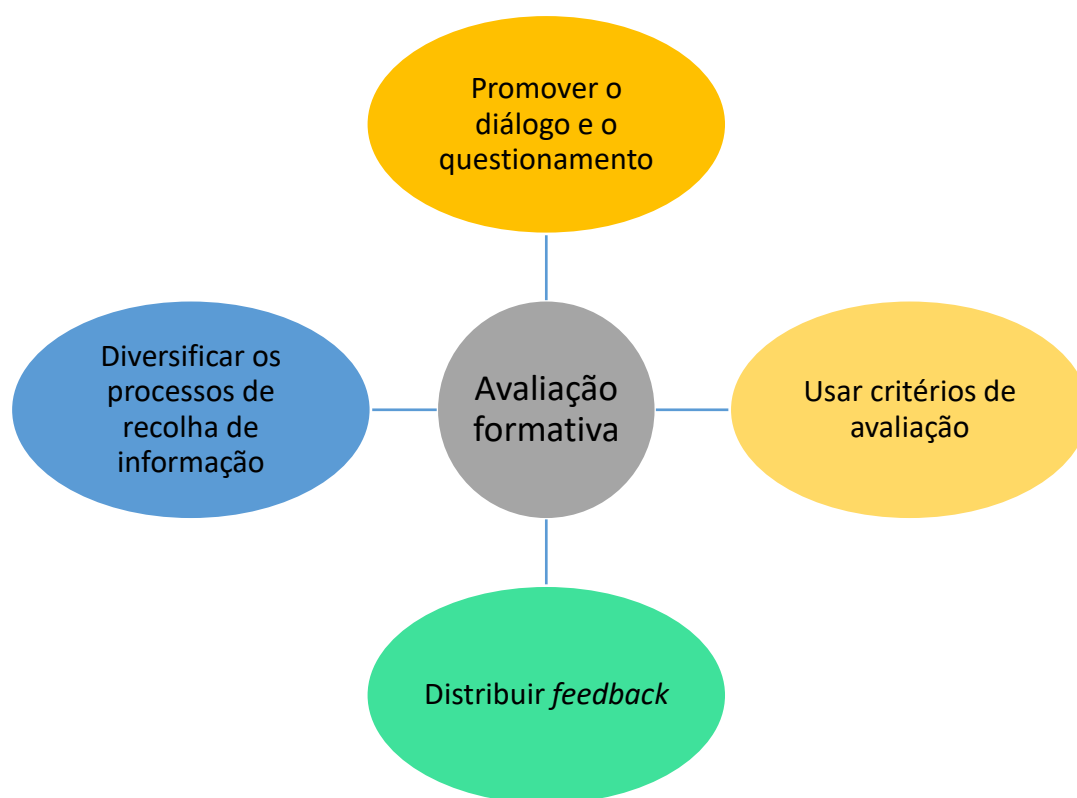 Promover o
diálogo e o
questionamento
Diversificar os
processos de
recolha de
informação
Avaliação
formativa
Usar critérios de
avaliação
Distribuir feedback